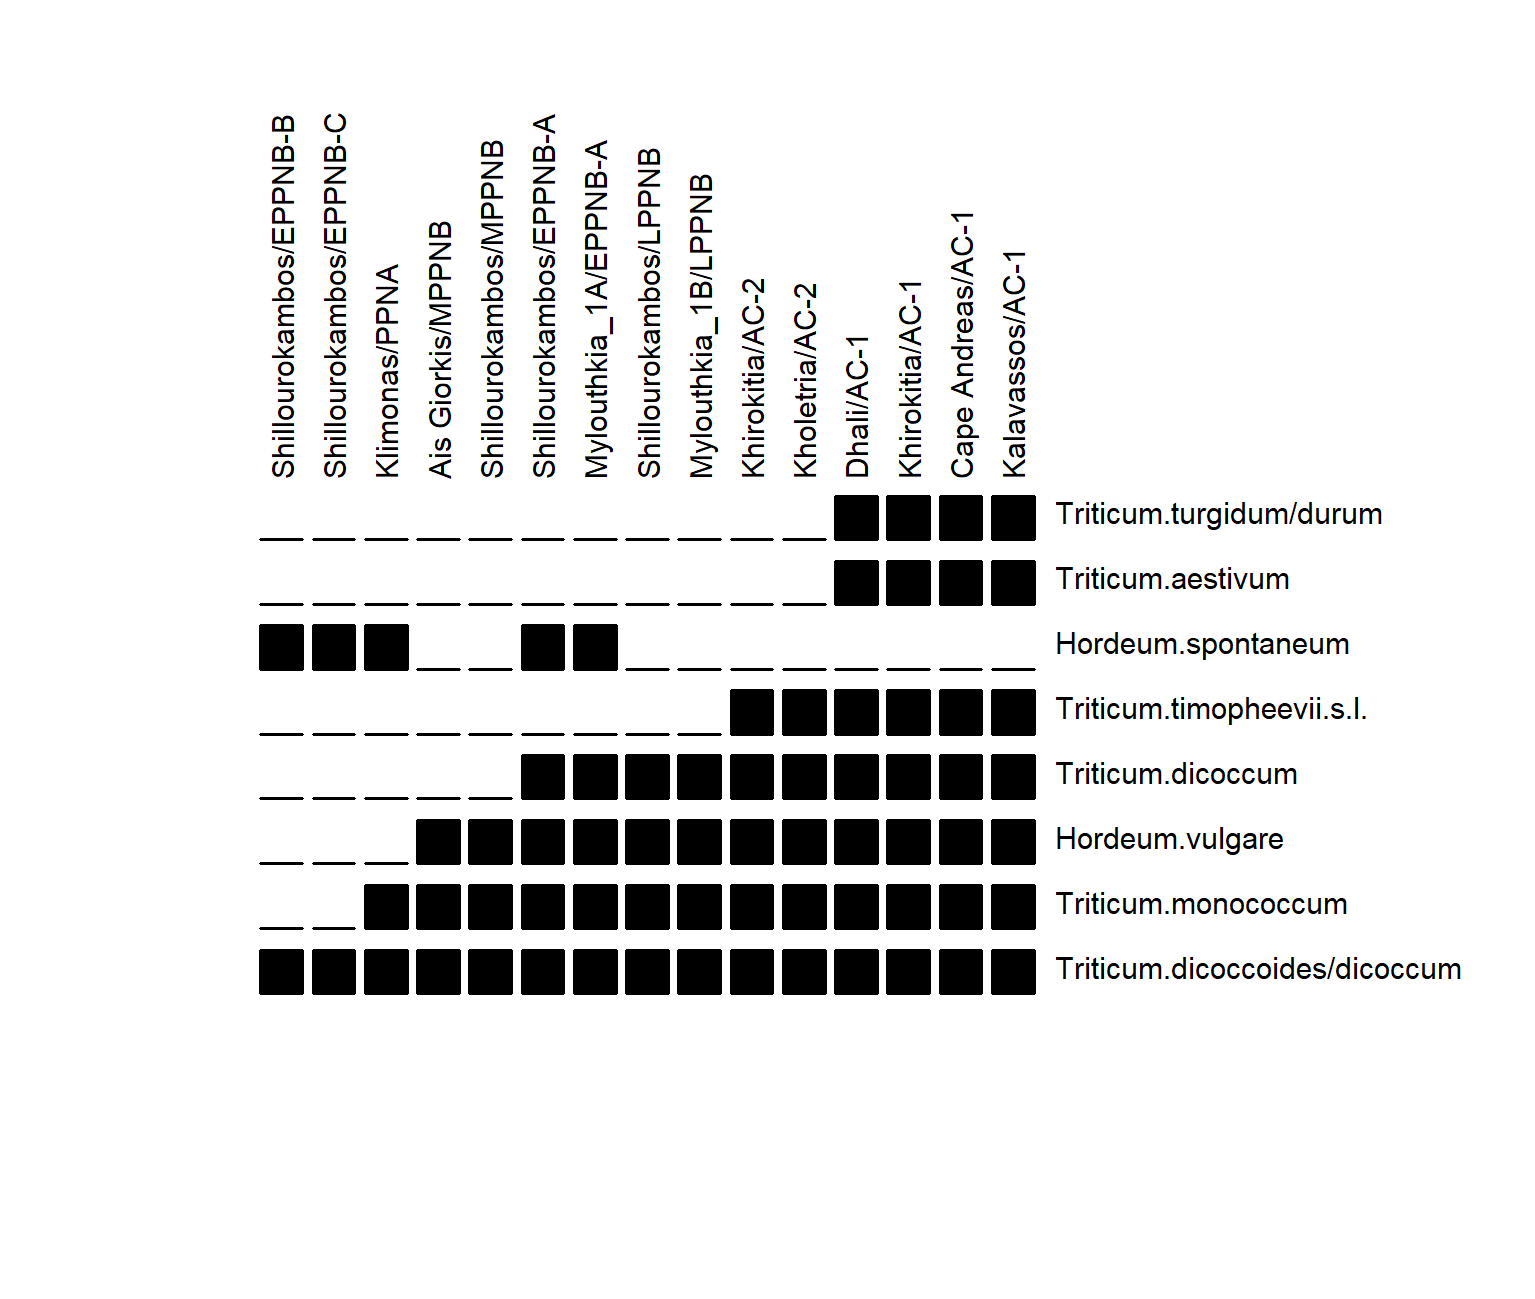 Shillourokambos/EPPNB-B
Shillourokambos/EPPNB-C
Klimonas/PPNA
Ais Giorkis/MPPNB
Shillourokambos/MPPNB
Shillourokambos/EPPNB-A
Mylouthkia_1A/EPPNB-A
Shillourokambos/LPPNB
Mylouthkia_1B/LPPNB
Khirokitia/AC-2
Kholetria/AC-2
Dhali/AC-1
Khirokitia/AC-1
Cape Andreas/AC-1
Kalavassos/AC-1
Triticum.turgidum/durum
Triticum.aestivum
Hordeum.spontaneum
Triticum.timopheevii.s.l.
Triticum.dicoccum
Hordeum.vulgare
Triticum.monococcum
Triticum.dicoccoides/dicoccum